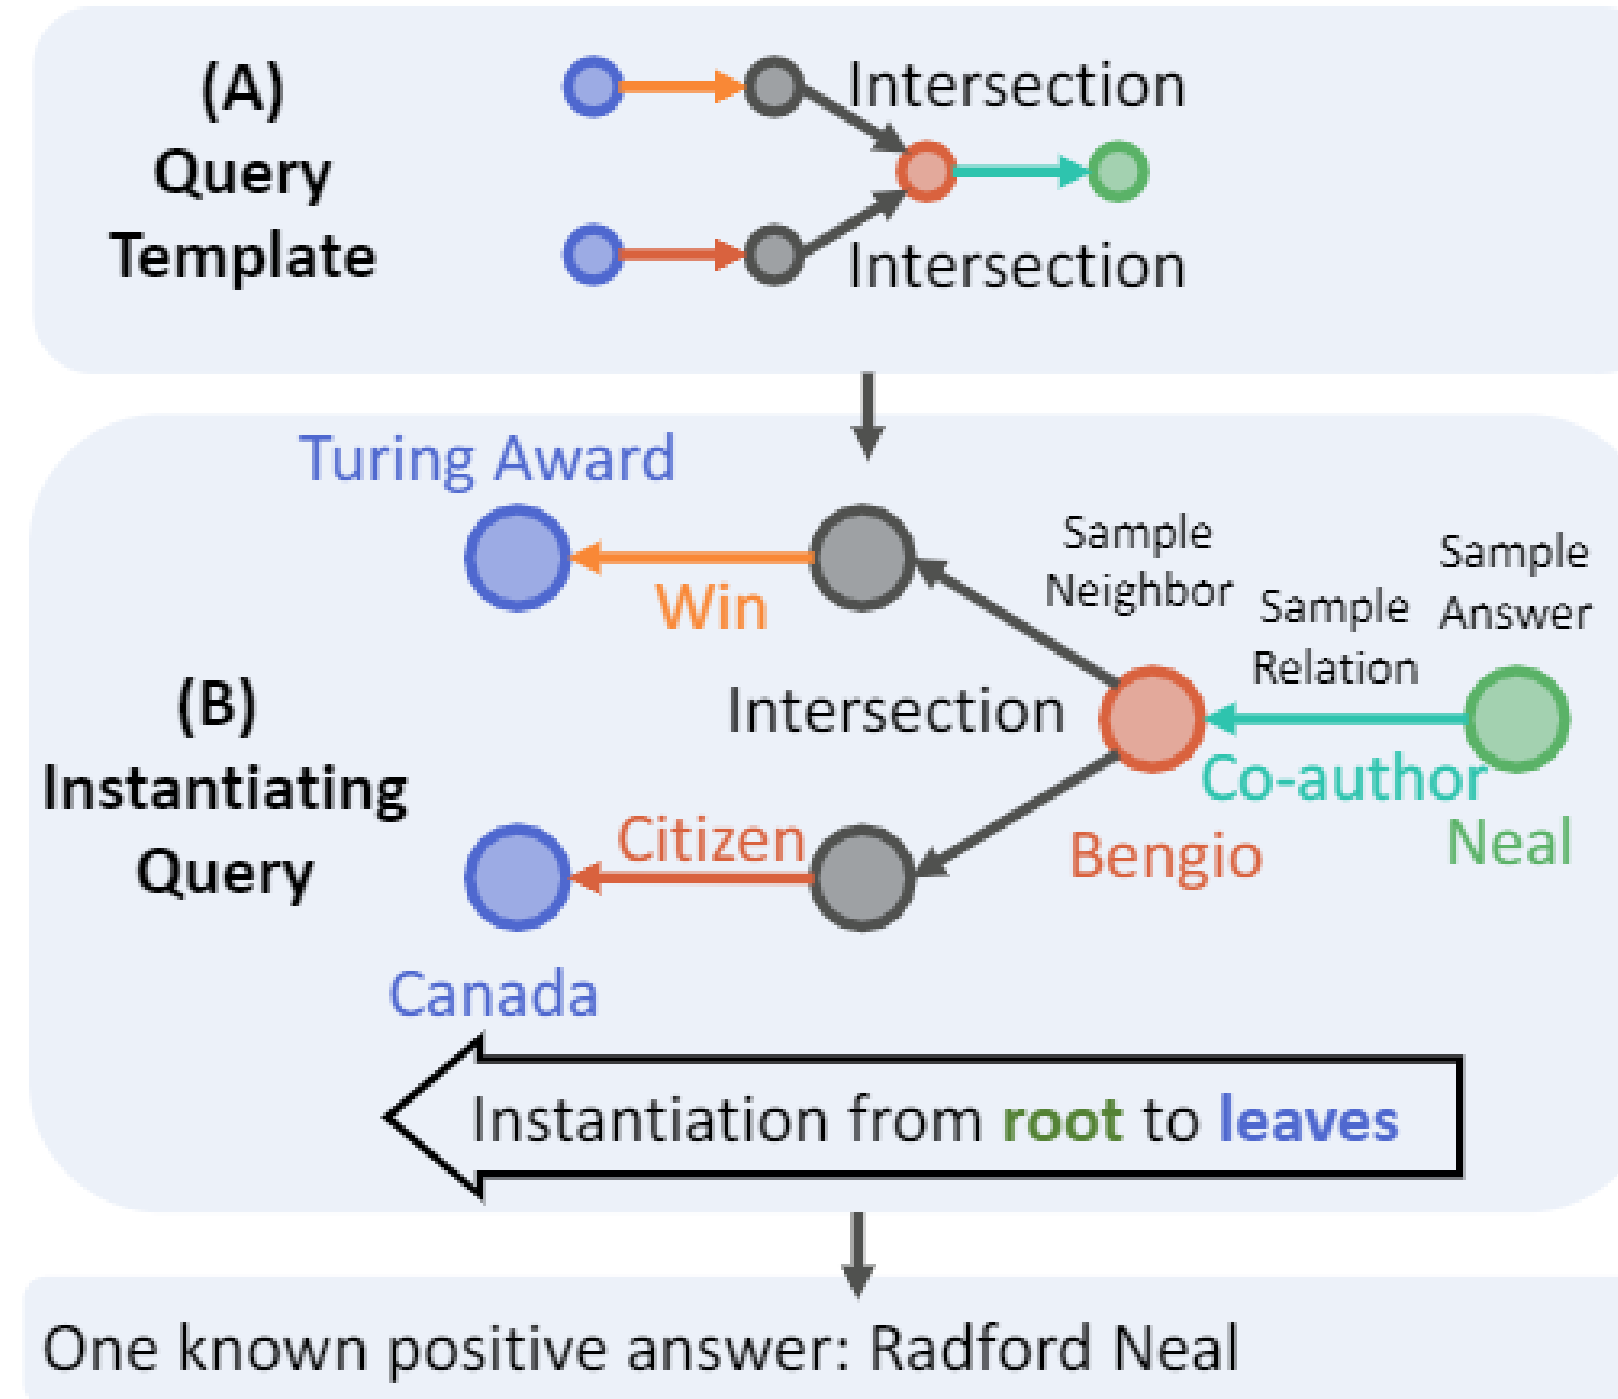 (A)
Query
Template
Intersection
Intersection
Turing Award
Win
Sample
Neighbor
Sample
Relation
Sample
Answer
(B)
Instantiating
Query
Intersection
Co-author
Citizen
Bengio
Neal
Canada
Instantiation from root to leaves
One known positive answer: Radford Neal